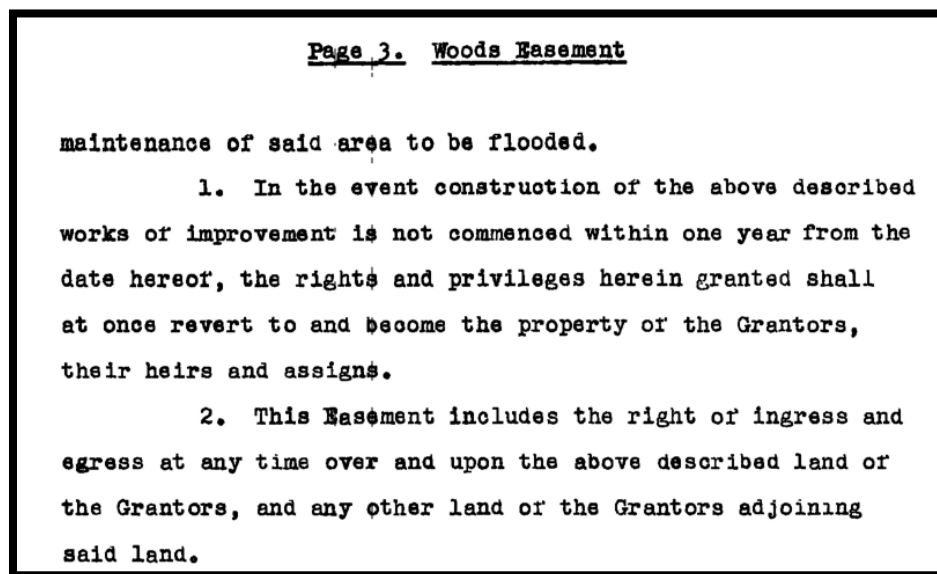 Page 3. Woods Easement
maintenance of said area to be flooded.
1. In the event construction of the above described
works of improvement is not commenced within one year from the
date hereof, the rights and privileges herein granted shall
at once revert to and become the property of the Grantors,
their heirs and assigns.
2. This Easement includes the right of ingress and
egress at any time over and upon the above described land of
the Grantors, and any other land of the Grantors adjoining
said land.